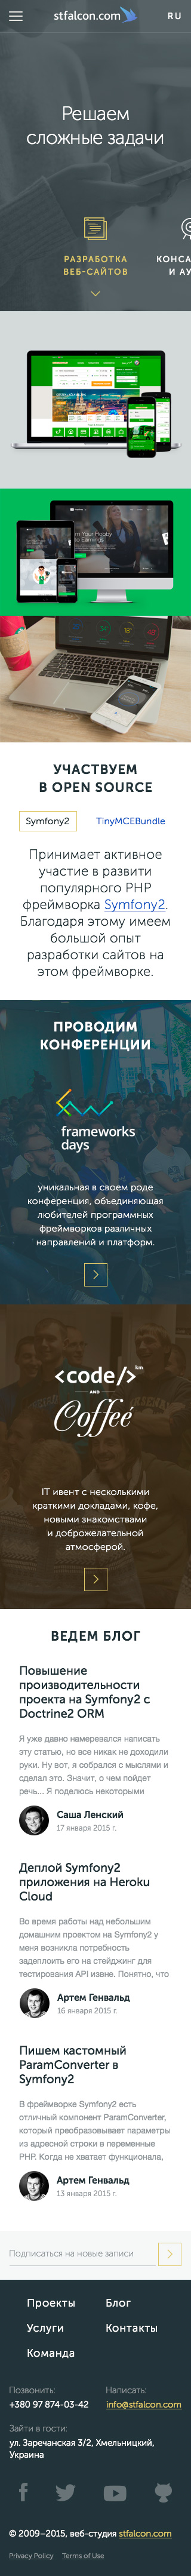 stfalcon.com
RU
Решаем
сложные задачи
РАЗРАБОТКА
ВЕБ-САЙТОВ
КОНСА
И АУ
УЧАСТВУЕМ
В OPEN SOURCE
Symfony2
TinyMCEBundle
Принимает активное
участие в развити
популярного PHP
фреймворка Symfony2.
Благодаря этому имеем
большой опыт
разработки сайтов на
этом фреймворке.
ПРОВОДИМ
КОНФЕРЕНЦИИ
frameworks
days
уникальная в своем роде
конференция, объединяющая
любителей программных
фреймворков различных
направлений и платформ.
<code/>km
AND
Coffeé
IT ивент с несколькими
краткими докладами, кофе,
новыми знакомствами
и доброжелательной
атмосферой.
ВЕДЕМ БЛОГ
Повышение
производительности
проекта на Symfony2 с
Doctrine2 ORM
Я уже давно намеревался написать
эту статью, но все никак не доходили
руки. Ну вот, я собрался с мыслями и
сделал это. Значит, о чем пойдет
речь... Я поделюсь некоторыми
Саша Ленский
17 января 2015 г.
Деплой Symfony2
приложения на Heroku
Cloud
Во время работы над небольшим
домашним проектом на Symfony2 у
меня возникла потребность
задеплоить его на стейджинг для
тестирования API извне. Понятно, что
Артем Генвальд
16 января 2015 г.
Пишем кастомный
ParamConverter в
Symfony2
В фреймворке Symfony2 есть
отличный компонент ParamConverter,
который преобразовывает параметры
из адресной строки в переменные
PHP. Когда не хватает функционала,
Артем Генвальд
13 января 2015 г.
Подписаться на новые записи
Проекты
Блог
Услуги
Контакты
Команда
Позвонить:
Написать:
+380 97 874-03-42
info@stfalcon.com
Зайти в гости:
ул. Заречанская 3/2, Хмельницкий,
Украина
© 2009–2015, веб-студия stfalcon.com
Privacy Policy
Terms of Use